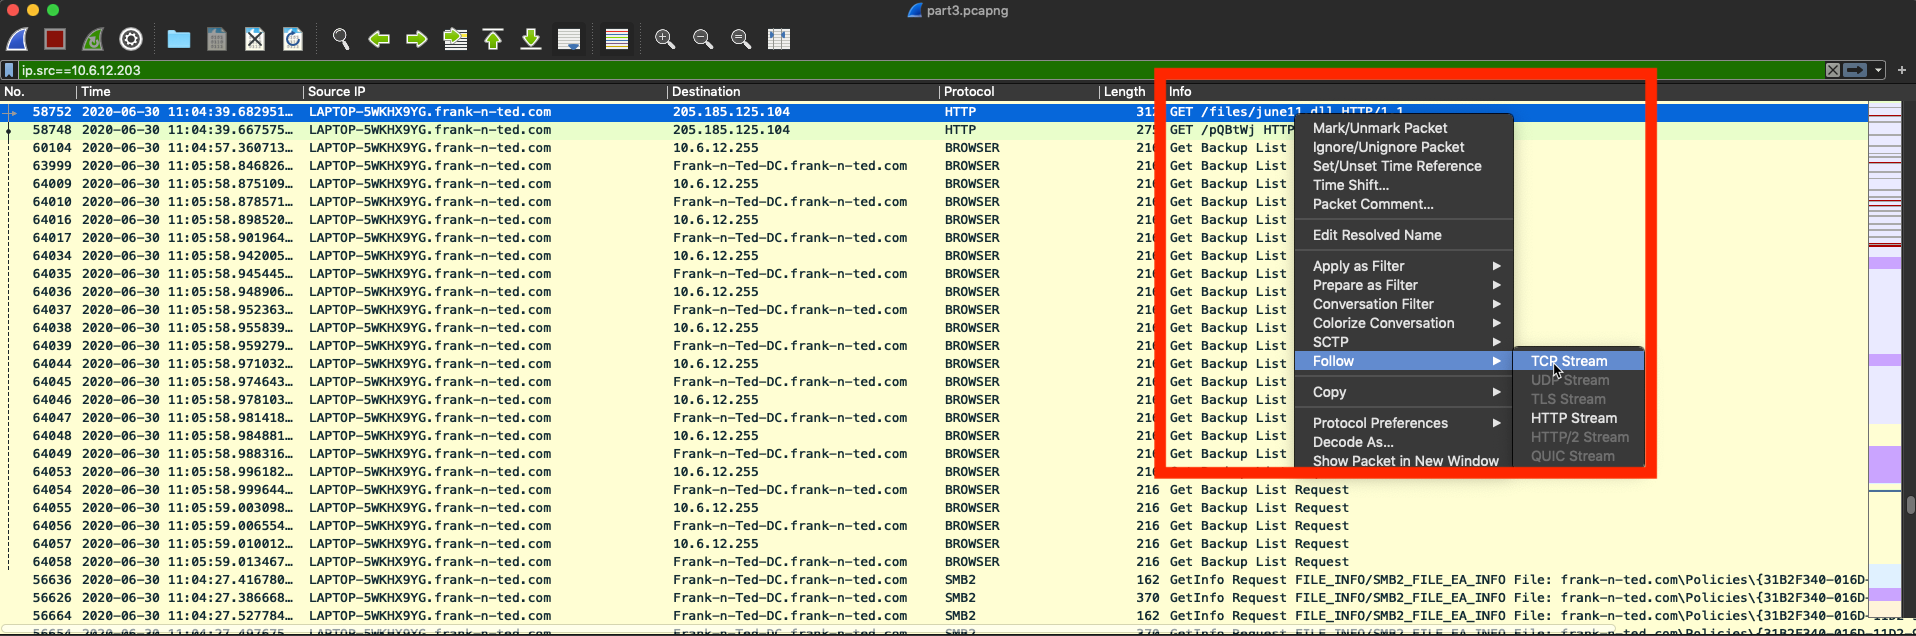 part3.pcapng
ip.src==10.6.12.203
No. Time Source IP Destination Protocol Length Info
58752 2020-06-30 11:04:39.682951… LAPTOP-5WKHX9YG.frank-n-ted.com 205.185.125.104 HTTP 317 GET /files/june11.dll HTTP/1.1
58748 2020-06-30 11:04:39.667575… LAPTOP-5WKHX9YG.frank-n-ted.com 205.185.125.104 HTTP 275 GET /pQBtWj HTTP
60104 2020-06-30 11:04:57.360713… LAPTOP-5WKHX9YG.frank-n-ted.com 10.6.12.255 BROWSER 216 Get Backup List
63999 2020-06-30 11:05:58.846826… LAPTOP-5WKHX9YG.frank-n-ted.com Frank-n-Ted-DC.frank-n-ted.com BROWSER 216 Get Backup List
64009 2020-06-30 11:05:58.875109… LAPTOP-5WKHX9YG.frank-n-ted.com 10.6.12.255 BROWSER 216 Get Backup List
64010 2020-06-30 11:05:58.878571… LAPTOP-5WKHX9YG.frank-n-ted.com Frank-n-Ted-DC.frank-n-ted.com BROWSER 216 Get Backup List
64016 2020-06-30 11:05:58.898520… LAPTOP-5WKHX9YG.frank-n-ted.com 10.6.12.255 BROWSER 216 Get Backup List
64017 2020-06-30 11:05:58.901964… LAPTOP-5WKHX9YG.frank-n-ted.com Frank-n-Ted-DC.frank-n-ted.com BROWSER 216 Get Backup List
64034 2020-06-30 11:05:58.942005… LAPTOP-5WKHX9YG.frank-n-ted.com 10.6.12.255 BROWSER 216 Get Backup List
64035 2020-06-30 11:05:58.945445… LAPTOP-5WKHX9YG.frank-n-ted.com Frank-n-Ted-DC.frank-n-ted.com BROWSER 216 Get Backup List
64036 2020-06-30 11:05:58.948906… LAPTOP-5WKHX9YG.frank-n-ted.com 10.6.12.255 BROWSER 216 Get Backup List
64037 2020-06-30 11:05:58.952363… LAPTOP-5WKHX9YG.frank-n-ted.com Frank-n-Ted-DC.frank-n-ted.com BROWSER 216 Get Backup List
64038 2020-06-30 11:05:58.955839… LAPTOP-5WKHX9YG.frank-n-ted.com 10.6.12.255 BROWSER 216 Get Backup List
64039 2020-06-30 11:05:58.959279… LAPTOP-5WKHX9YG.frank-n-ted.com Frank-n-Ted-DC.frank-n-ted.com BROWSER 216 Get Backup List
64044 2020-06-30 11:05:58.971032… LAPTOP-5WKHX9YG.frank-n-ted.com 10.6.12.255 BROWSER 216 Get Backup List
64045 2020-06-30 11:05:58.974643… LAPTOP-5WKHX9YG.frank-n-ted.com Frank-n-Ted-DC.frank-n-ted.com BROWSER 216 Get Backup List
64046 2020-06-30 11:05:58.978103… LAPTOP-5WKHX9YG.frank-n-ted.com 10.6.12.255 BROWSER 216 Get Backup List
64047 2020-06-30 11:05:58.981418… LAPTOP-5WKHX9YG.frank-n-ted.com Frank-n-Ted-DC.frank-n-ted.com BROWSER 216 Get Backup List
64048 2020-06-30 11:05:58.984881… LAPTOP-5WKHX9YG.frank-n-ted.com 10.6.12.255 BROWSER 216 Get Backup List
64049 2020-06-30 11:05:58.988316… LAPTOP-5WKHX9YG.frank-n-ted.com Frank-n-Ted-DC.frank-n-ted.com BROWSER 216 Get Backup List
64053 2020-06-30 11:05:58.996182… LAPTOP-5WKHX9YG.frank-n-ted.com 10.6.12.255 BROWSER 216 Get Backup List
64054 2020-06-30 11:05:58.999644… LAPTOP-5WKHX9YG.frank-n-ted.com Frank-n-Ted-DC.frank-n-ted.com BROWSER 216 Get Backup List Request
64055 2020-06-30 11:05:59.003098… LAPTOP-5WKHX9YG.frank-n-ted.com 10.6.12.255 BROWSER 216 Get Backup List Request
64056 2020-06-30 11:05:59.006554… LAPTOP-5WKHX9YG.frank-n-ted.com Frank-n-Ted-DC.frank-n-ted.com BROWSER 216 Get Backup List Request
64057 2020-06-30 11:05:59.010012… LAPTOP-5WKHX9YG.frank-n-ted.com 10.6.12.255 BROWSER 216 Get Backup List Request
64058 2020-06-30 11:05:59.013467… LAPTOP-5WKHX9YG.frank-n-ted.com Frank-n-Ted-DC.frank-n-ted.com BROWSER 216 Get Backup List Request
56636 2020-06-30 11:04:27.416780… LAPTOP-5WKHX9YG.frank-n-ted.com Frank-n-Ted-DC.frank-n-ted.com SMB2 162 GetInfo Request FILE_INFO/SMB2_FILE_EA_INFO File: frank-n-ted.com\Policies\{31B2F340-016D-
56626 2020-06-30 11:04:27.386668… LAPTOP-5WKHX9YG.frank-n-ted.com Frank-n-Ted-DC.frank-n-ted.com SMB2 370 GetInfo Request FILE_INFO/SMB2_FILE_EA_INFO File: frank-n-ted.com\Policies\{31B2F340-016D-
56664 2020-06-30 11:04:27.527784… LAPTOP-5WKHX9YG.frank-n-ted.com Frank-n-Ted-DC.frank-n-ted.com SMB2 162 GetInfo Request FILE_INFO/SMB2_FILE_EA_INFO File: frank-n-ted.com\Policies\{31B2F340-016D-
Mark/Unmark Packet
Ignore/Unignore Packet
Set/Unset Time Reference
Time Shift...
Packet Comment...
Edit Resolved Name
Apply as Filter
Prepare as Filter
Conversation Filter
Colorize Conversation
SCTP
Follow
Copy
Protocol Preferences
Decode As...
Show Packet in New Window
TCP Stream
UDP Stream
TLS Stream
HTTP Stream
HTTP/2 Stream
QUIC Stream